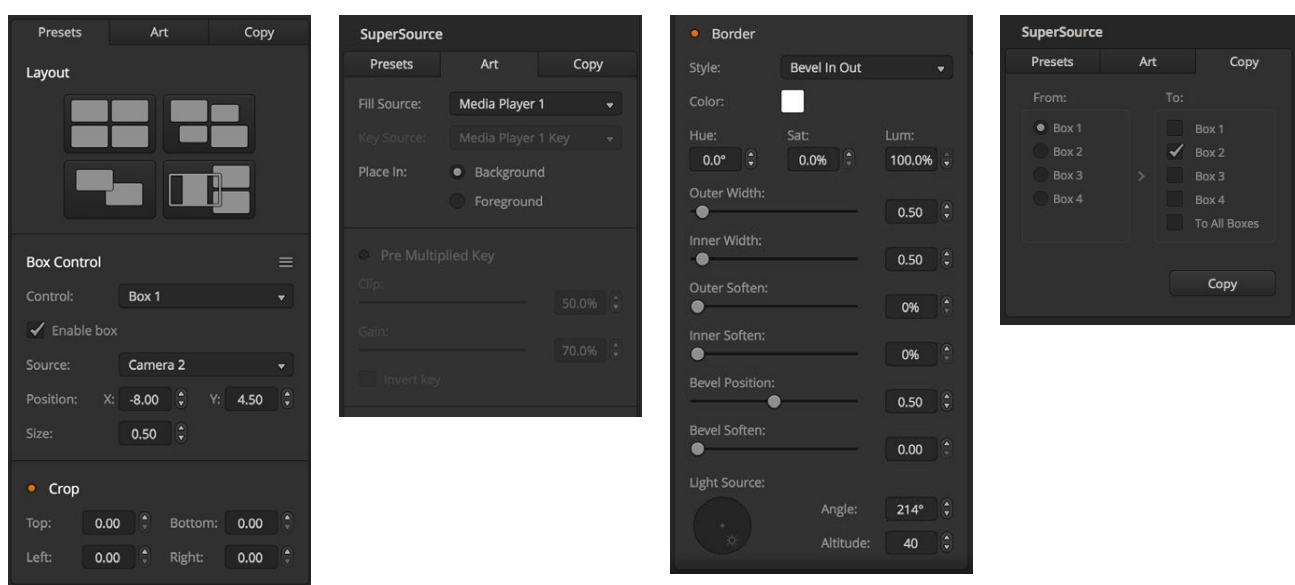 Presets Art Copy
Layout
Box Control
Control: Box 1
Enable box
Source: Camera 2
Position: X: -8.00 Y: 4.50
Size: 0.50
Crop
Top: 0.00 Bottom: 0.00
Left: 0.00 Right: 0.00
SuperSource
Presets Art Copy
Fill Source: Media Player 1
Key Source: Media Player 1 Key
Place In: Background
Foreground
Pre Multiplied Key
Clip:
50.0%
Gain:
70.0%
Invert key
Border
Style: Bevel In Out
Color:
Hue: Sat: Lum:
0.0° 0.0% 100.0%
Outer Width:
0.50
Inner Width:
0.50
Outer Soften:
0%
Inner Soften:
0%
Bevel Position:
0.50
Bevel Soften:
0.00
Light Source:
Angle: 214°
Altitude: 40
SuperSource
Presets Art Copy
From: To:
Box 1 Box 1
Box 2 Box 2
Box 3 Box 3
Box 4 Box 4
To All Boxes
Copy